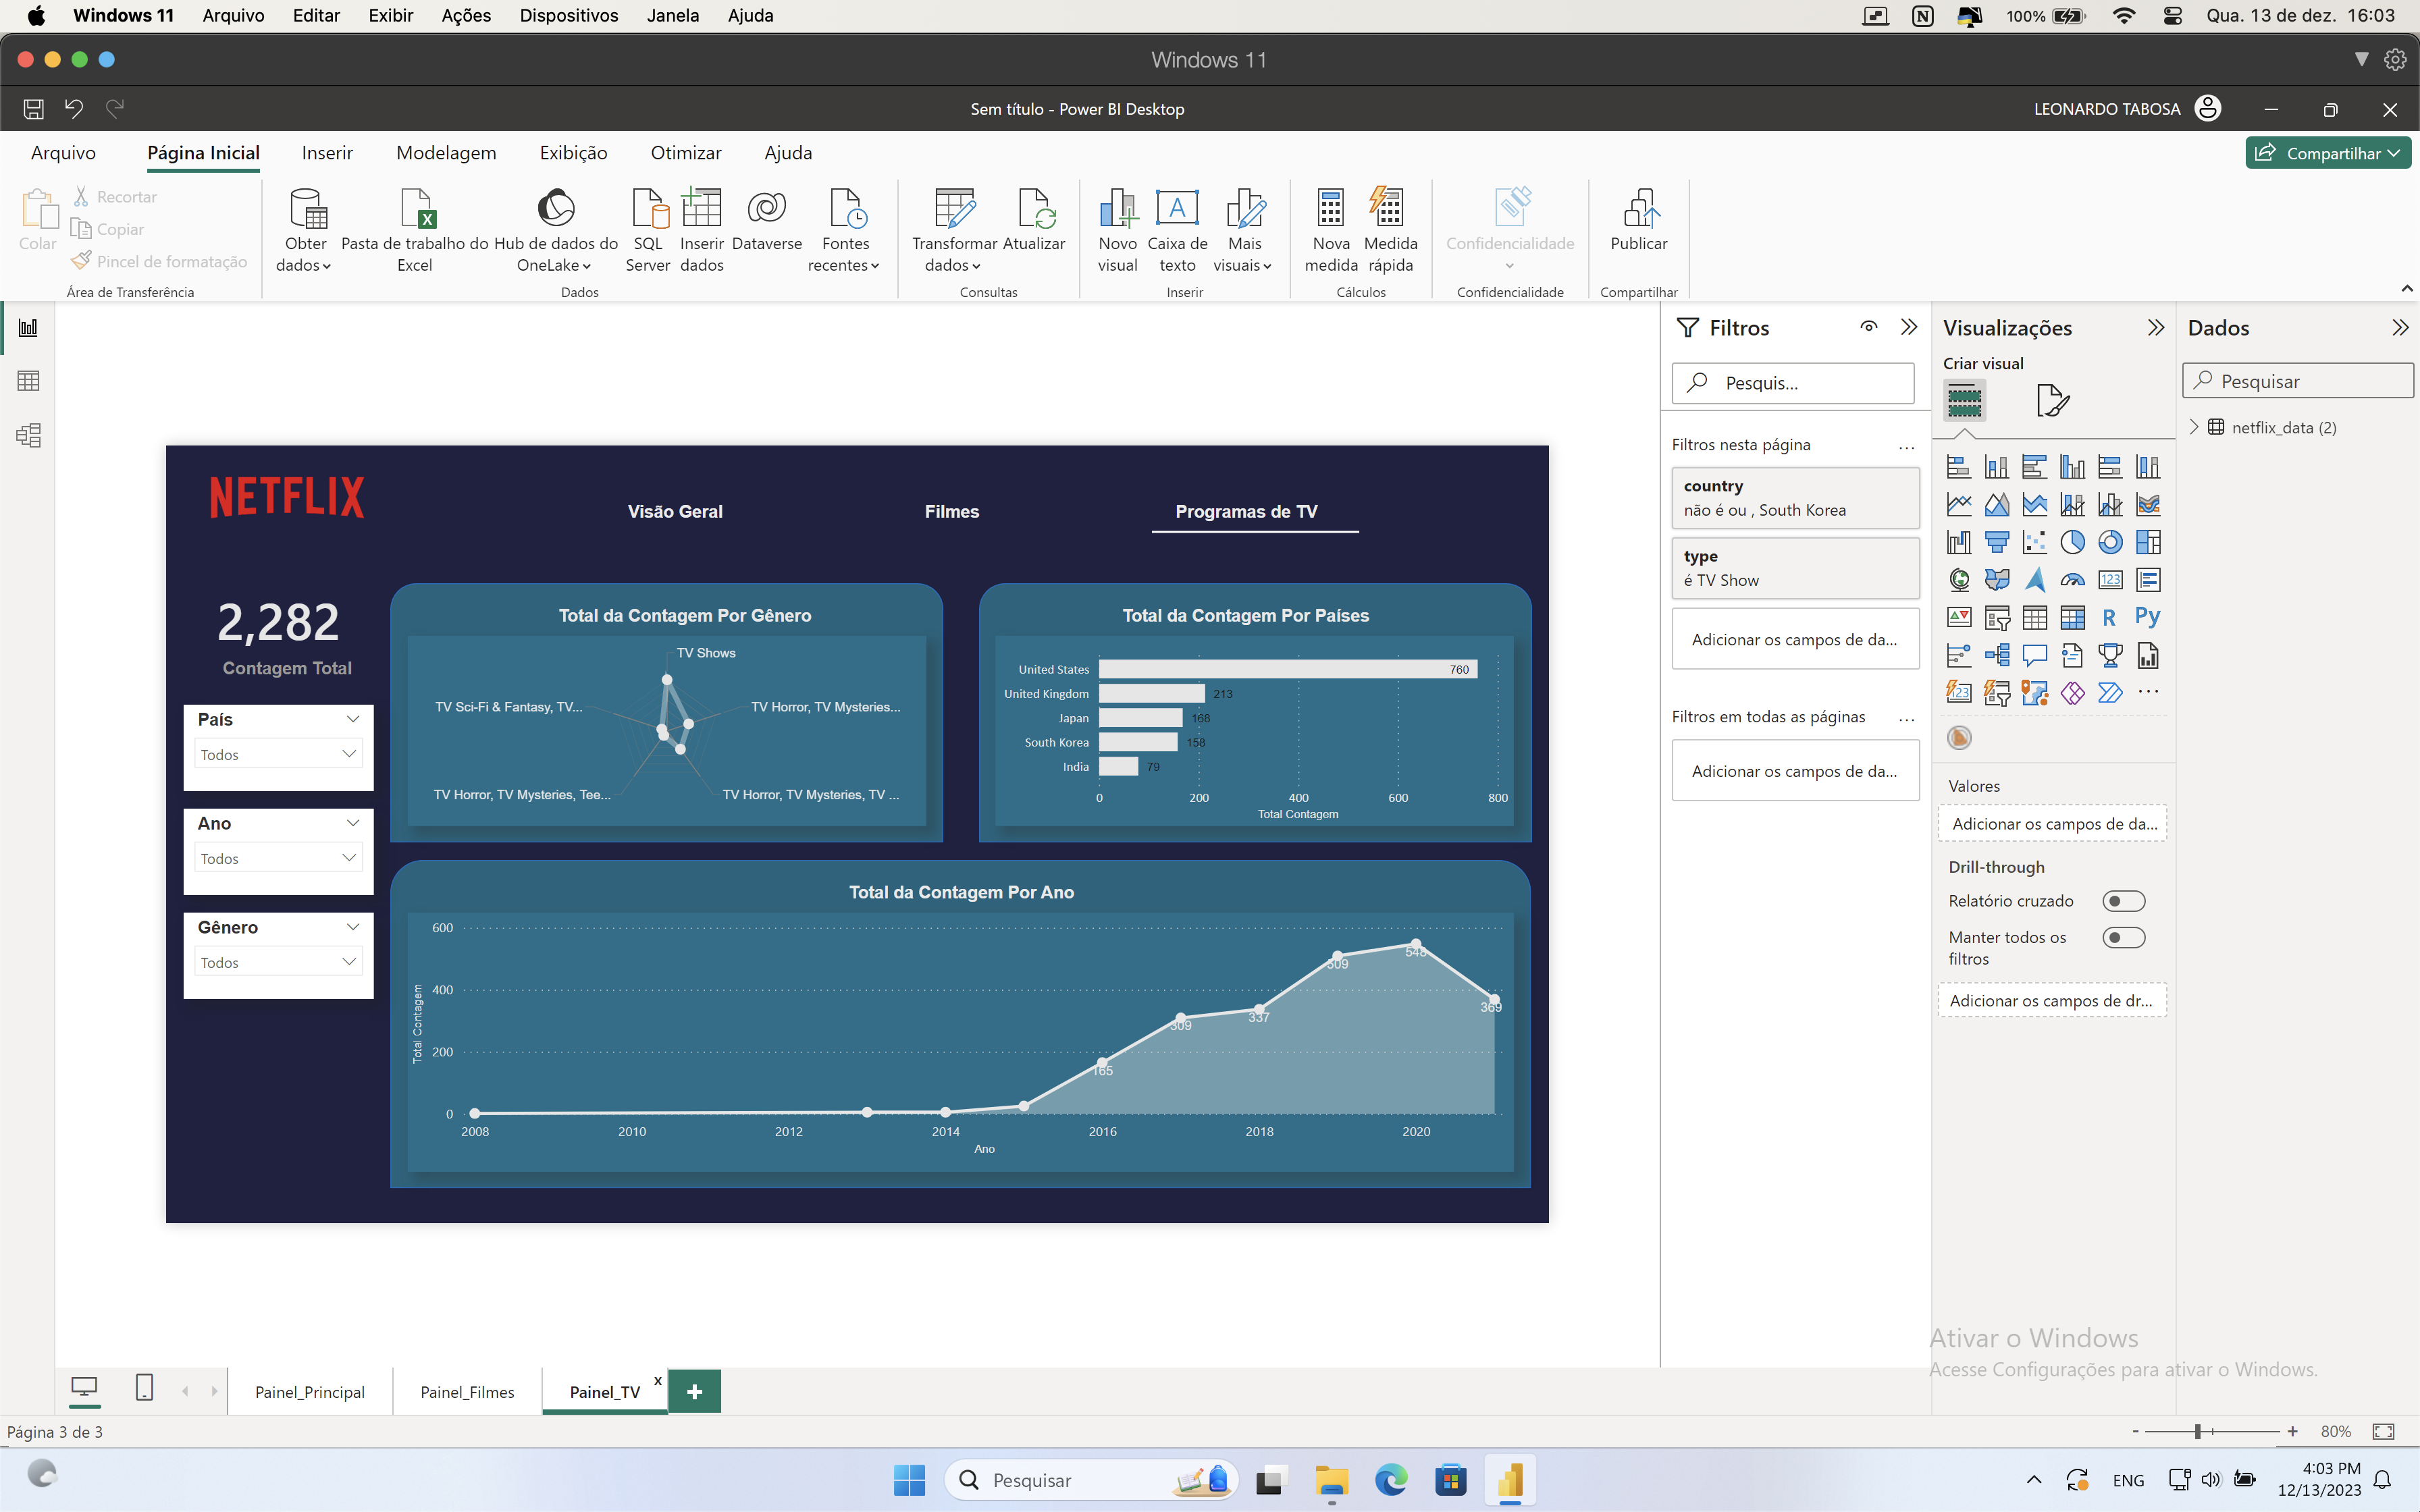 Windows 11 Arquivo Editar Exibir Ações Dispositivos Janela Ajuda
100% Qua. 13 de dez. 16:03
Windows 11
Sem título - Power BI Desktop
LEONARDO TABOSA
Arquivo Página Inicial Inserir Modelagem Exibição Otimizar Ajuda
Compartilhar
Colar
Recortar
Copiar
Pincel de formatação
Área de Transferência
Obter dados
Pasta de trabalho do Excel
Hub de dados do OneLake
SQL Server
Inserir dados
Dataverse
Fontes recentes
Dados
Transformar dados
Atualizar
Consultas
Novo visual
Caixa de texto
Mais visuais
Inserir
Nova medida
Medida rápida
Cálculos
Confidencialidade
Confidencialidade
Publicar
Compartilhar
NETFLIX
Visão Geral
Filmes
Programas de TV
2,282
Contagem Total
País
Todos
Ano
Todos
Gênero
Todos
Total da Contagem Por Gênero
TV Shows
TV Sci-Fi & Fantasy, TV...
TV Horror, TV Mysteries...
TV Horror, TV Mysteries, Tee...
TV Horror, TV Mysteries, TV ...
Total da Contagem Por Países
United States 760
United Kingdom 213
Japan 168
South Korea 158
India 79
0 200 400 600 800
Total Contagem
Total da Contagem Por Ano
Total Contagem
600
400
200
0
165
309
337
509
548
369
2008 2010 2012 2014 2016 2018 2020
Ano
Filtros
Pesquis...
Filtros nesta página ...
country
não é ou , South Korea
type
é TV Show
Adicionar os campos de da...
Filtros em todas as páginas ...
Adicionar os campos de da...
Visualizações
Criar visual
123
R Py
123
...
Valores
Adicionar os campos de da...
Drill-through
Relatório cruzado
Manter todos os
filtros
Adicionar os campos de dr...
Dados
Pesquisar
netflix_data (2)
Ativar o Windows
Acesse Configurações para ativar o Windows.
Painel_Principal
Painel_Filmes
Painel_TV x
+
Página 3 de 3
- + 80%
Pesquisar
ENG
4:03 PM
12/13/2023